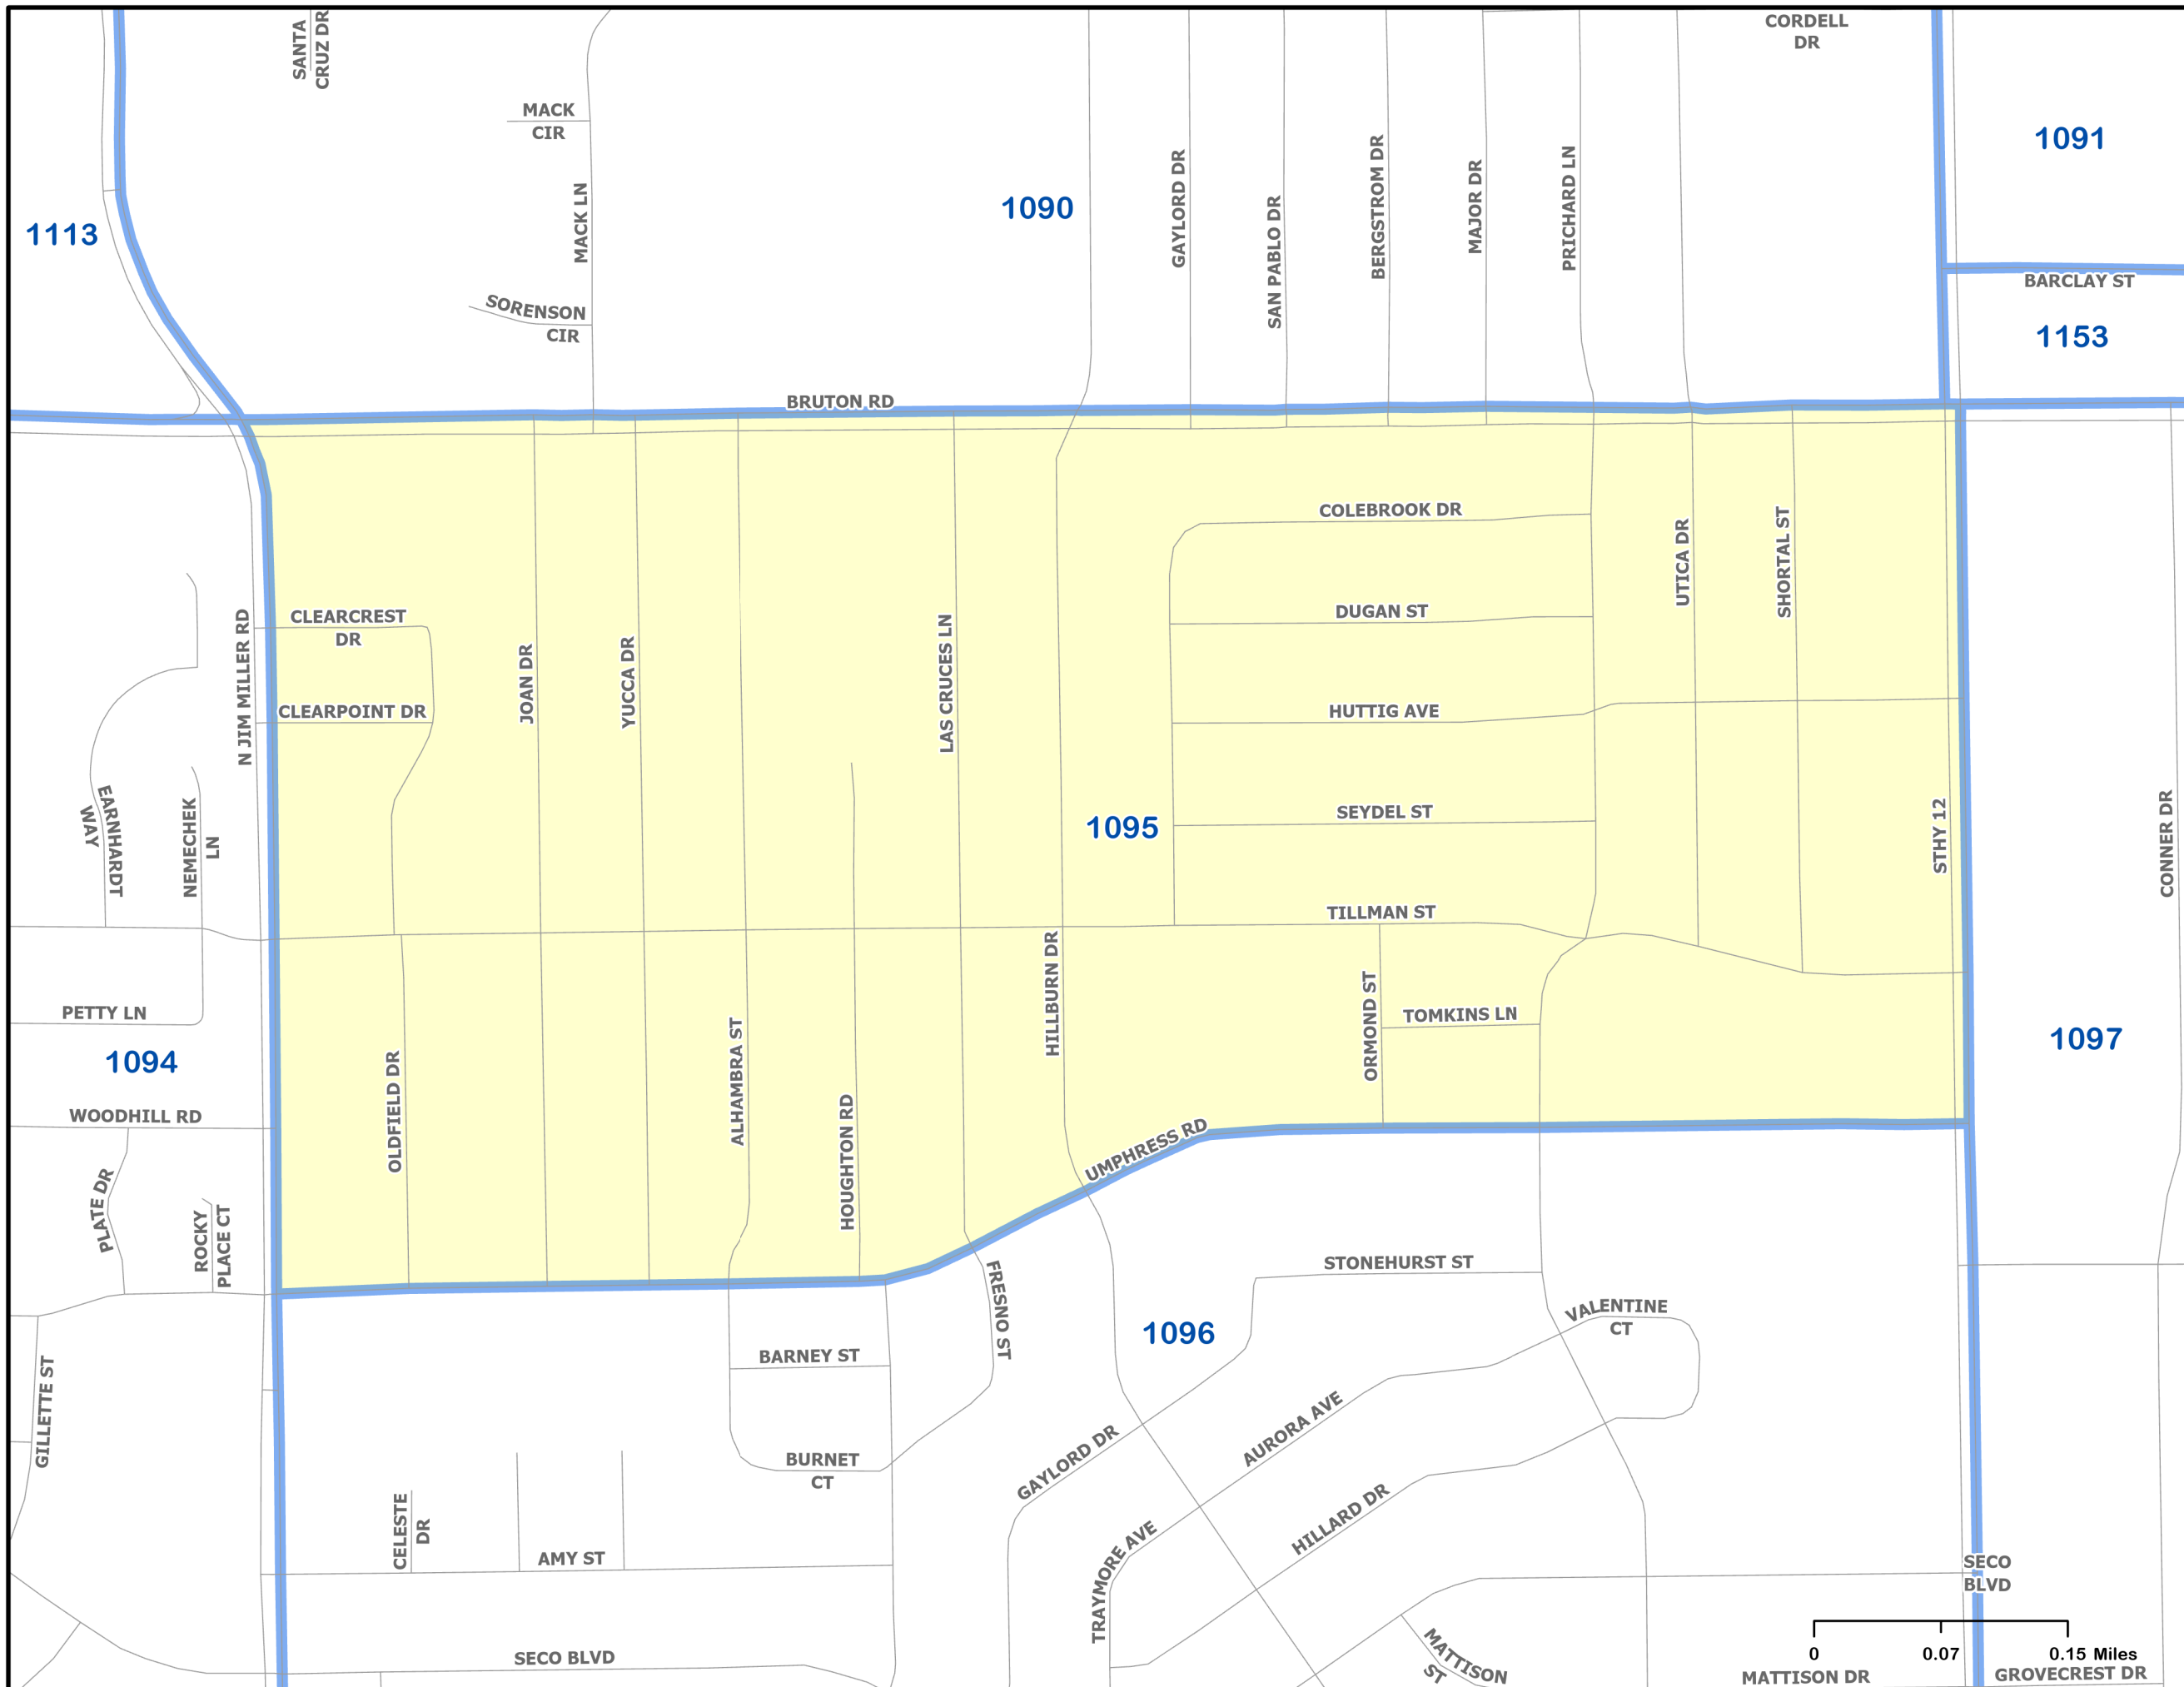 CORDELL
DR
SANTA
CRUZ DR
MACK
CIR
1091
1090
1113
MACK LN
GAYLORD DR
SAN PABLO DR
BERGSTROM DR
MAJOR DR
PRICHARD LN
BARCLAY ST
SORENSON
CIR
1153
BRUTON RD
COLEBROOK DR
UTICA DR
SHORTAL ST
CLEARCREST
DR
DUGAN ST
N JIM MILLER RD
JOAN DR
YUCCA DR
LAS CRUCES LN
CLEARPOINT DR
HUTTIG AVE
EARNHARDT
WAY
NEMECHEK
LN
1095
SEYDEL ST
STHY 12
CONNER DR
TILLMAN ST
HILLBURN DR
ORMOND ST
PETTY LN
TOMKINS LN
1097
1094
OLDFIELD DR
ALHAMBRA ST
HOUGHTON RD
WOODHILL RD
UMPHRESS RD
PLATE DR
ROCKY
PLACE CT
STONEHURST ST
FRESNO ST
VALENTINE
CT
1096
BARNEY ST
GILLETTE ST
AURORA AVE
GAYLORD DR
BURNET
CT
HILLARD DR
CELESTE
DR
AMY ST
TRAYMORE AVE
SECO
BLVD
SECO BLVD
MATTISON
ST
0
0.07
0.15 Miles
MATTISON DR
GROVECREST DR